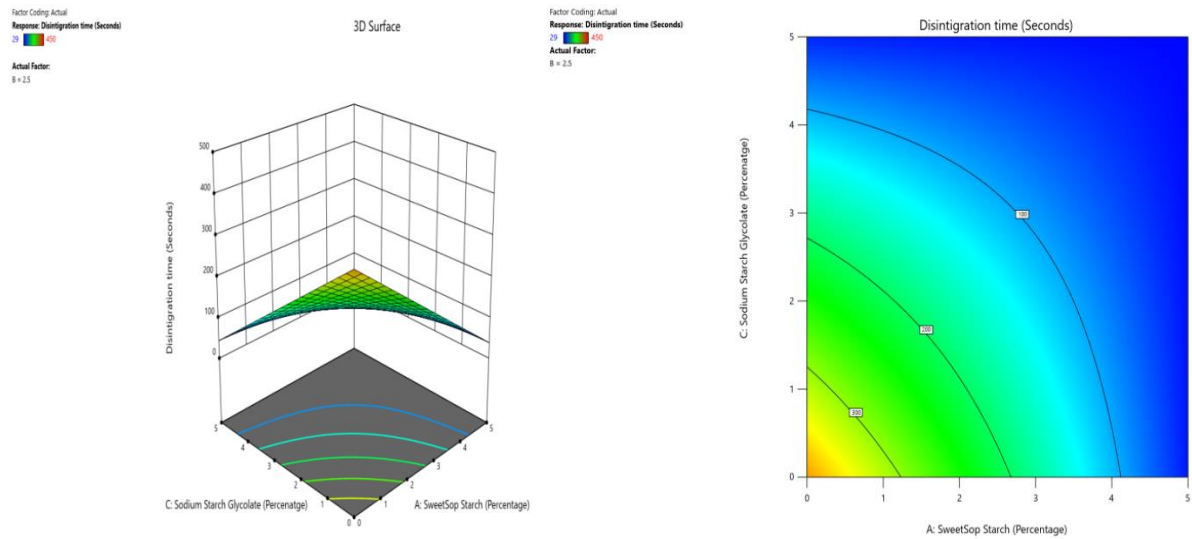 Factor Coding: Actual
Response: Disintigration time (Seconds)
29 450
Actual Factor:
B = 2.5
3D Surface
Disintigration time (Seconds)
500
400
300
200
100
0
5
4
3
2
1
0
0
1
2
3
4
5
C: Sodium Starch Glycolate (Percenatge)
A: SweetSop Starch (Percentage)
Factor Coding: Actual
Response: Disintigration time (Seconds)
29 450
Actual Factor:
B = 2.5
Disintigration time (Seconds)
C: Sodium Starch Glycolate (Percenatge)
5
4
3
2
1
0
100
200
300
0 1 2 3 4 5
A: SweetSop Starch (Percentage)